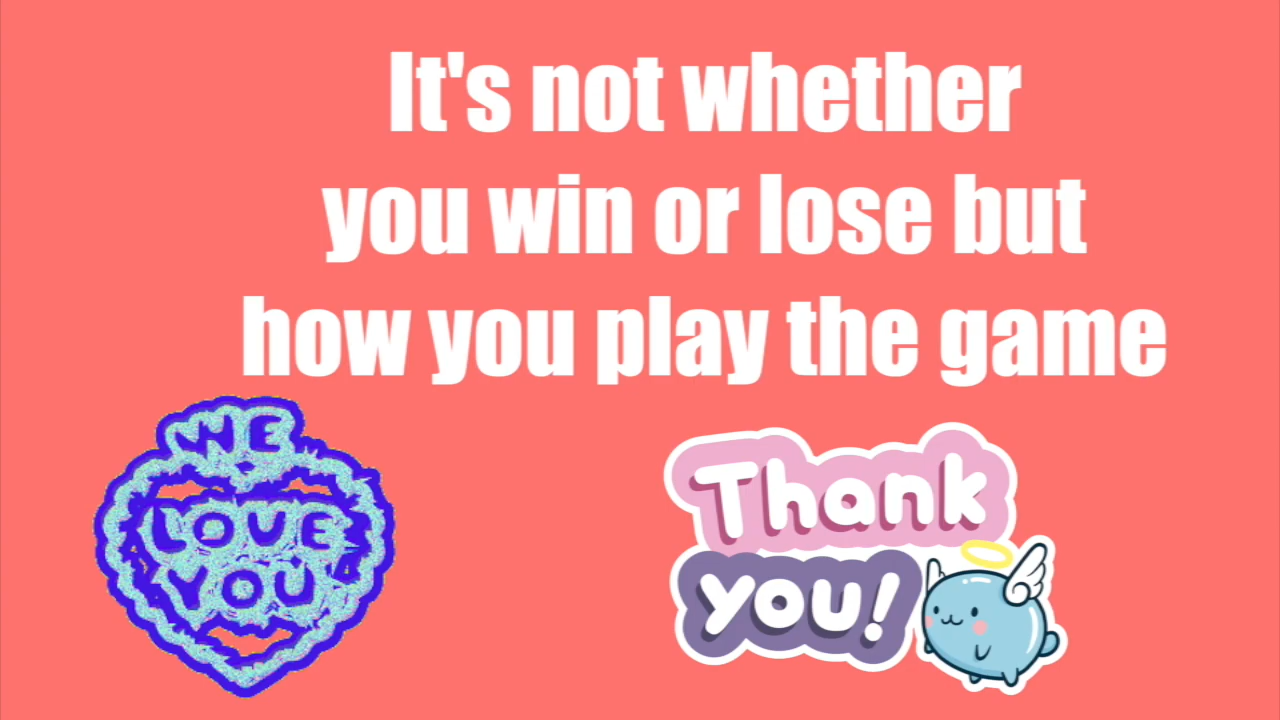 It's not whether
you win or lose but
how you play the game
WE
LOVE
YOU
Thank
you!